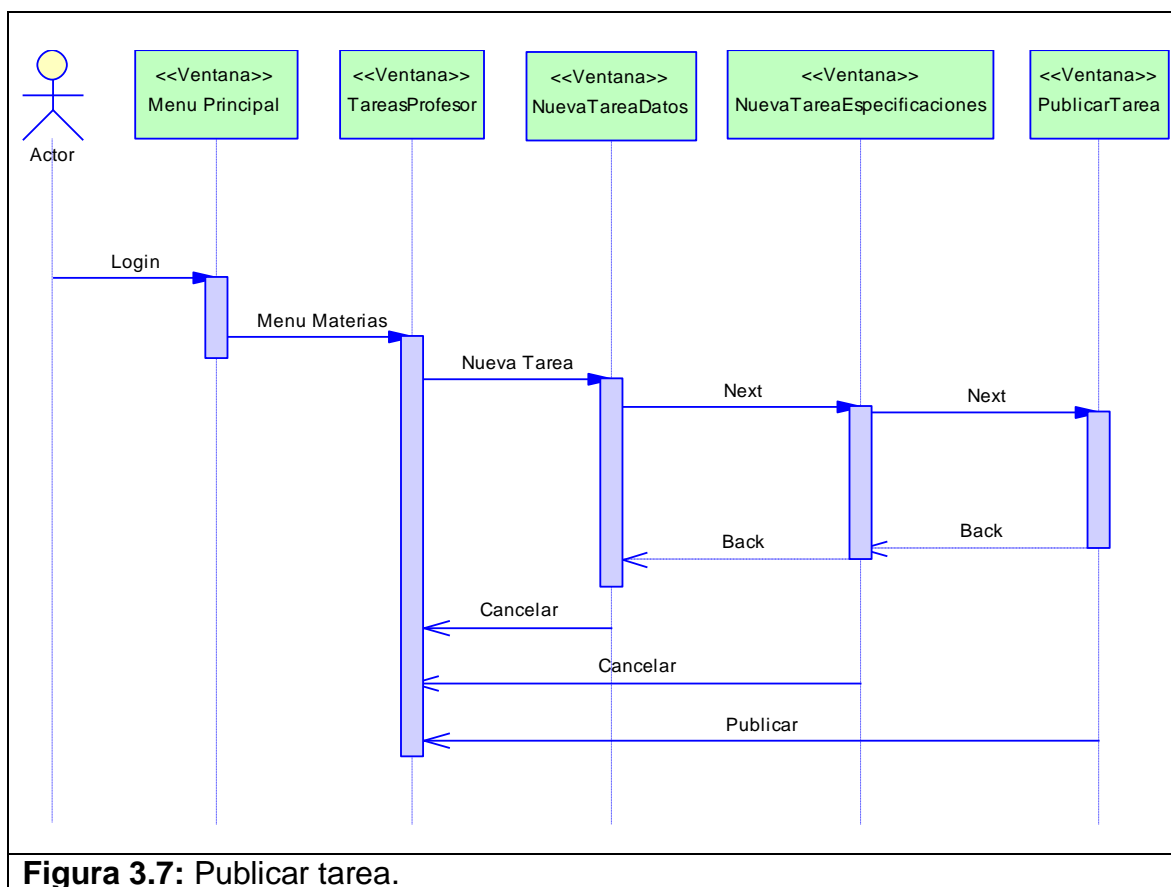 <<Ventana>>
Menu Principal
<<Ventana>>
TareasProfesor
<<Ventana>>
NuevaTareaDatos
<<Ventana>>
NuevaTareaEspecificaciones
<<Ventana>>
PublicarTarea
Actor
Login
Menu Materias
Nueva Tarea
Next
Next
Back
Back
Cancelar
Cancelar
Publicar
Figura 3.7: Publicar tarea.